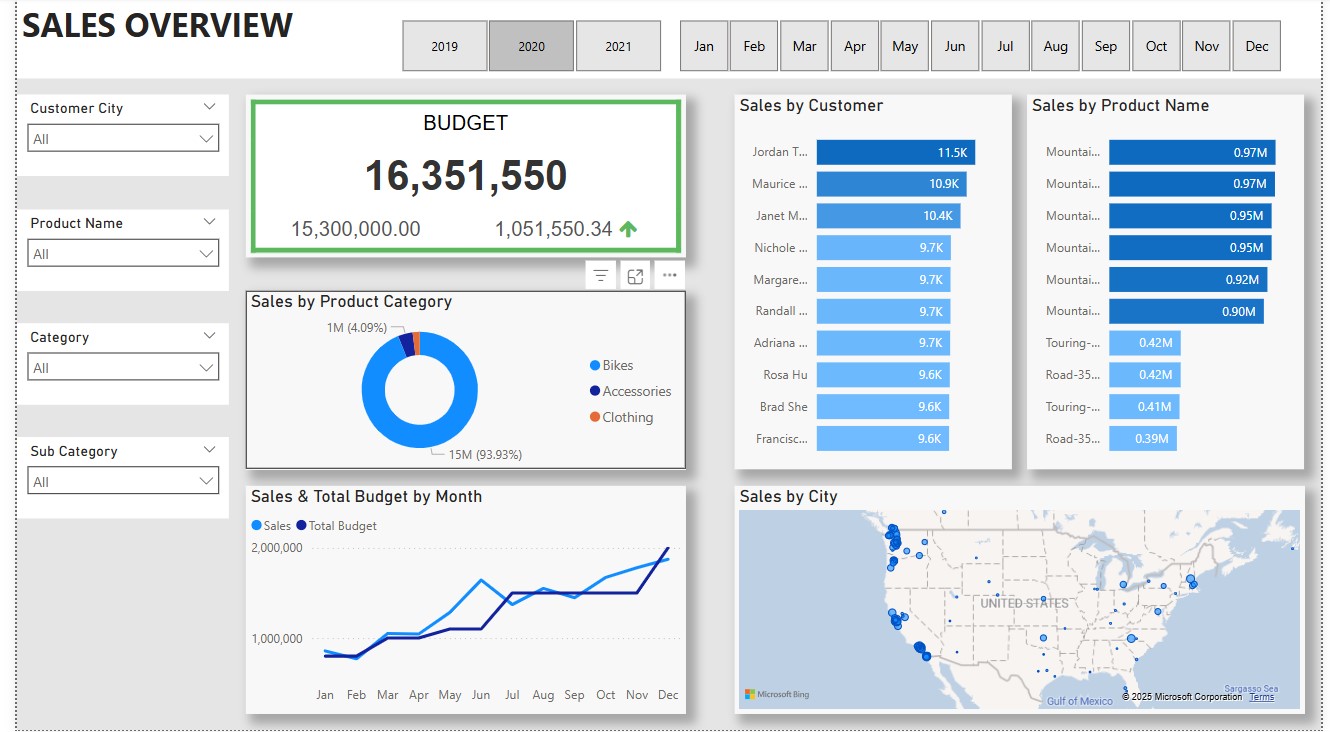 SALES OVERVIEW
2019 2020 2021 Jan Feb Mar Apr May Jun Jul Aug Sep Oct Nov Dec
Customer City
All
Product Name
All
Category
All
Sub Category
All
BUDGET
16,351,550
15,300,000.00 1,051,550.34
Sales by Product Category
1M (4.09%)
15M (93.93%)
Bikes
Accessories
Clothing
Sales & Total Budget by Month
Sales Total Budget
2,000,000
1,000,000
Jan Feb Mar Apr May Jun Jul Aug Sep Oct Nov Dec
Sales by Customer
Jordan T... 11.5K
Maurice ... 10.9K
Janet M... 10.4K
Nichole ... 9.7K
Margare... 9.7K
Randall ... 9.7K
Adriana ... 9.7K
Rosa Hu 9.6K
Brad She 9.6K
Francisc... 9.6K
Sales by Product Name
Mountai... 0.97M
Mountai... 0.97M
Mountai... 0.95M
Mountai... 0.95M
Mountai... 0.92M
Mountai... 0.90M
Touring-... 0.42M
Road-35... 0.42M
Touring-... 0.41M
Road-35... 0.39M
Sales by City
UNITED STATES
Microsoft Bing
Gulf of Mexico
Sargasso Sea
© 2025 Microsoft Corporation Terms